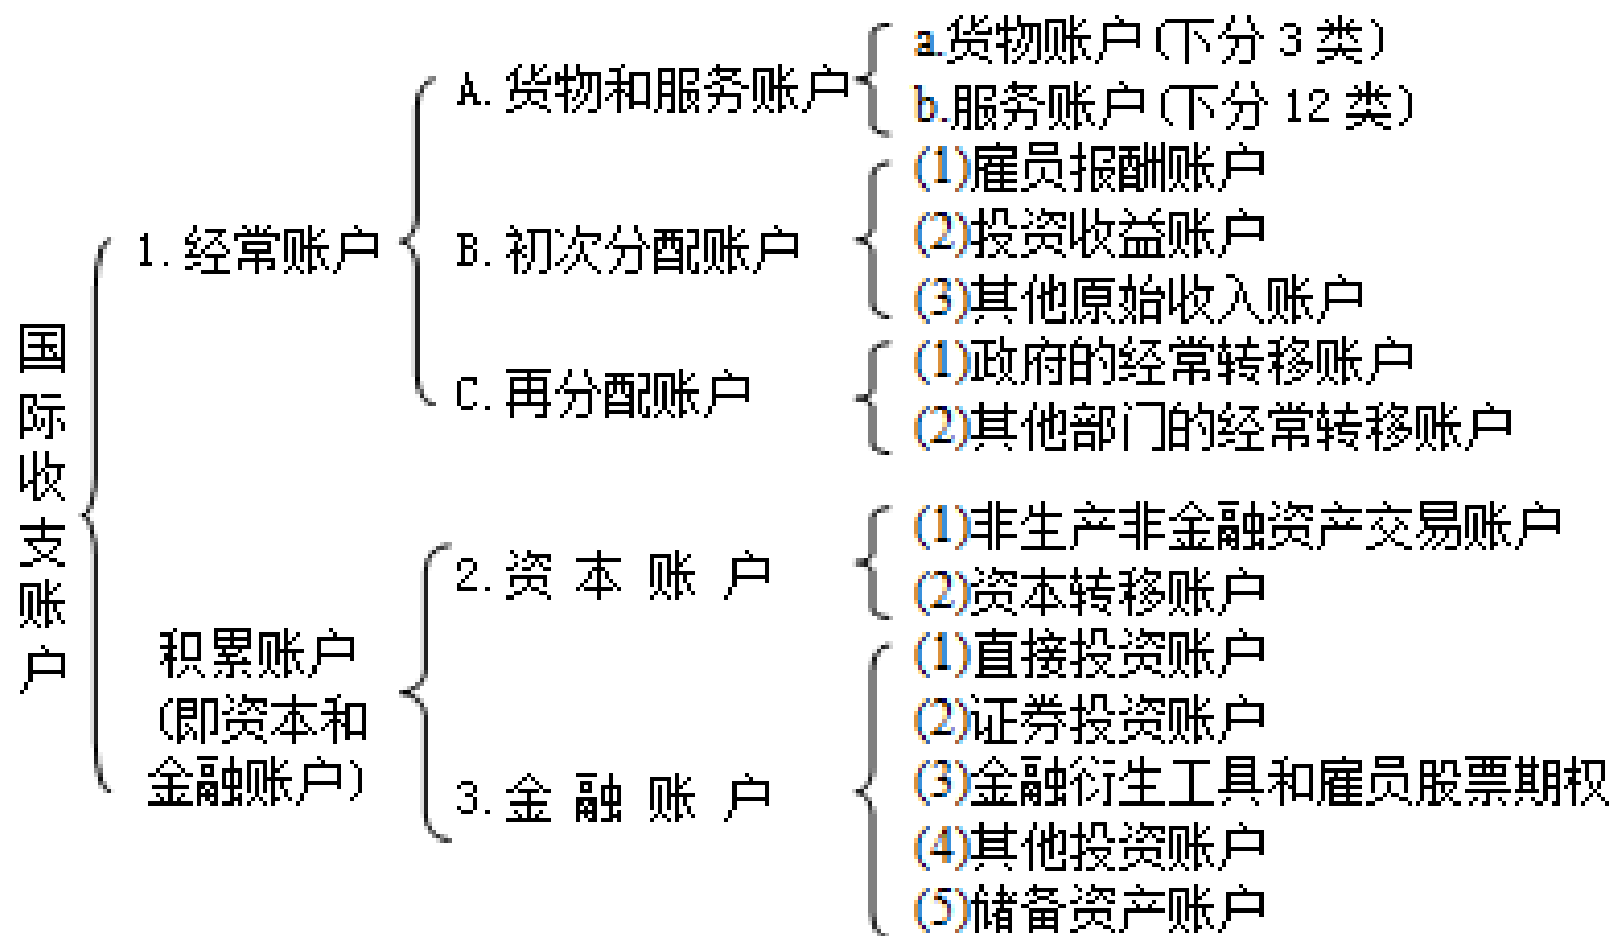 国际收支账户
1.经常账户
A.货物和服务账户
a.货物账户(下分3类)
b.服务账户(下分12类)
B.初次分配账户
(1)雇员报酬账户
(2)投资收益账户
(3)其他原始收入账户
C.再分配账户
(1)政府的经常转移账户
(2)其他部门的经常转移账户
积累账户
(即资本和
金融账户)
2.资本账户
(1)非生产非金融资产交易账户
(2)资本转移账户
3.金融账户
(1)直接投资账户
(2)证券投资账户
(3)金融衍生工具和雇员股票期权
(4)其他投资账户
(5)储备资产账户